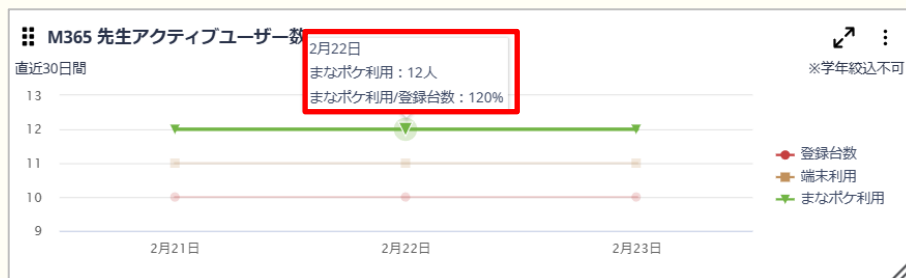 M365 先生アクティブユーザー数
直近30日間
※学年絞込不可
2月22日
まなポケ利用：12人
まなポケ利用/登録台数：120%
13
12
11
10
9
2月21日
2月22日
2月23日
登録台数
端末利用
まなポケ利用